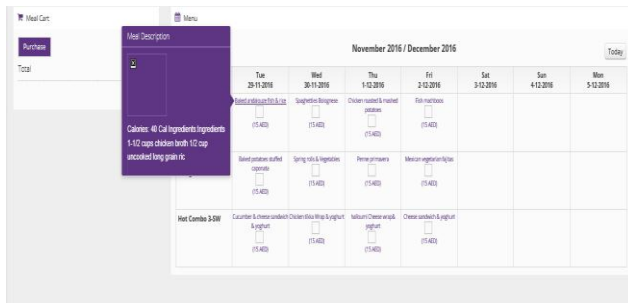 Meal Cart
Menu
Purchase
Total
Meal Description
Calories: 40 Cal Ingredients:Ingredients
1-1/2 cups chicken broth 1/2 cup
uncooked long grain ric
November 2016 / December 2016
Today
Tue Wed Thu Fri Sat Sun Mon
29-11-2016 30-11-2016 1-12-2016 2-12-2016 3-12-2016 4-12-2016 5-12-2016
fish & rice Spaghetties Bolognese Chicken roasted & mashed Fish machboos
potatoes
(15 AED) (15 AED) (15 AED)
(15 AED)
Baked potatoes stuffed Spring rolls & Vegetables Penne primavera Mexican vegetarian fajitas
caponate
(15 AED) (15 AED) (15 AED)
(15 AED)
Hot Combo 3-SW Cucumber & cheese sandwich Chicken tikka Wrap & yoghurt halloumi Cheese wrap& Cheese sandwich & yoghurt
& yoghurt yoghurt
(15 AED) (15 AED)
(15 AED) (15 AED)